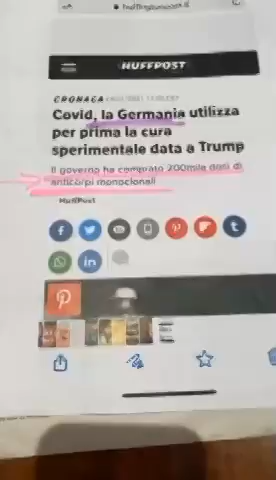 HUFFPOST
CRONACA
Covid, la Germania utilizza
per prima la cura
sperimentale data a Trump
Il governo ha comprato 200mila dosi di
anticorpi monoclonali
HuffPost